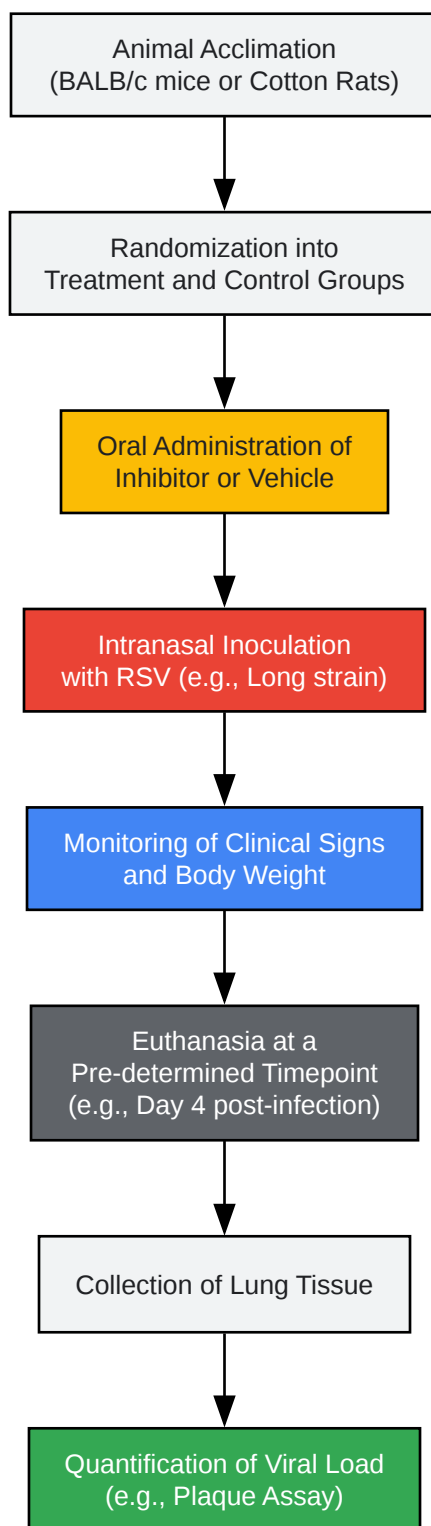 Animal Acclimation
(BALB/c mice or Cotton Rats)
Randomization into
Treatment and Control Groups
Oral Administration of
Inhibitor or Vehicle
Intranasal Inoculation
with RSV (e.g., Long strain)
Monitoring of Clinical Signs
and Body Weight
Euthanasia at a
Pre-determined Timepoint
(e.g., Day 4 post-infection)
Collection of Lung Tissue
Quantification of Viral Load
(e.g., Plaque Assay)